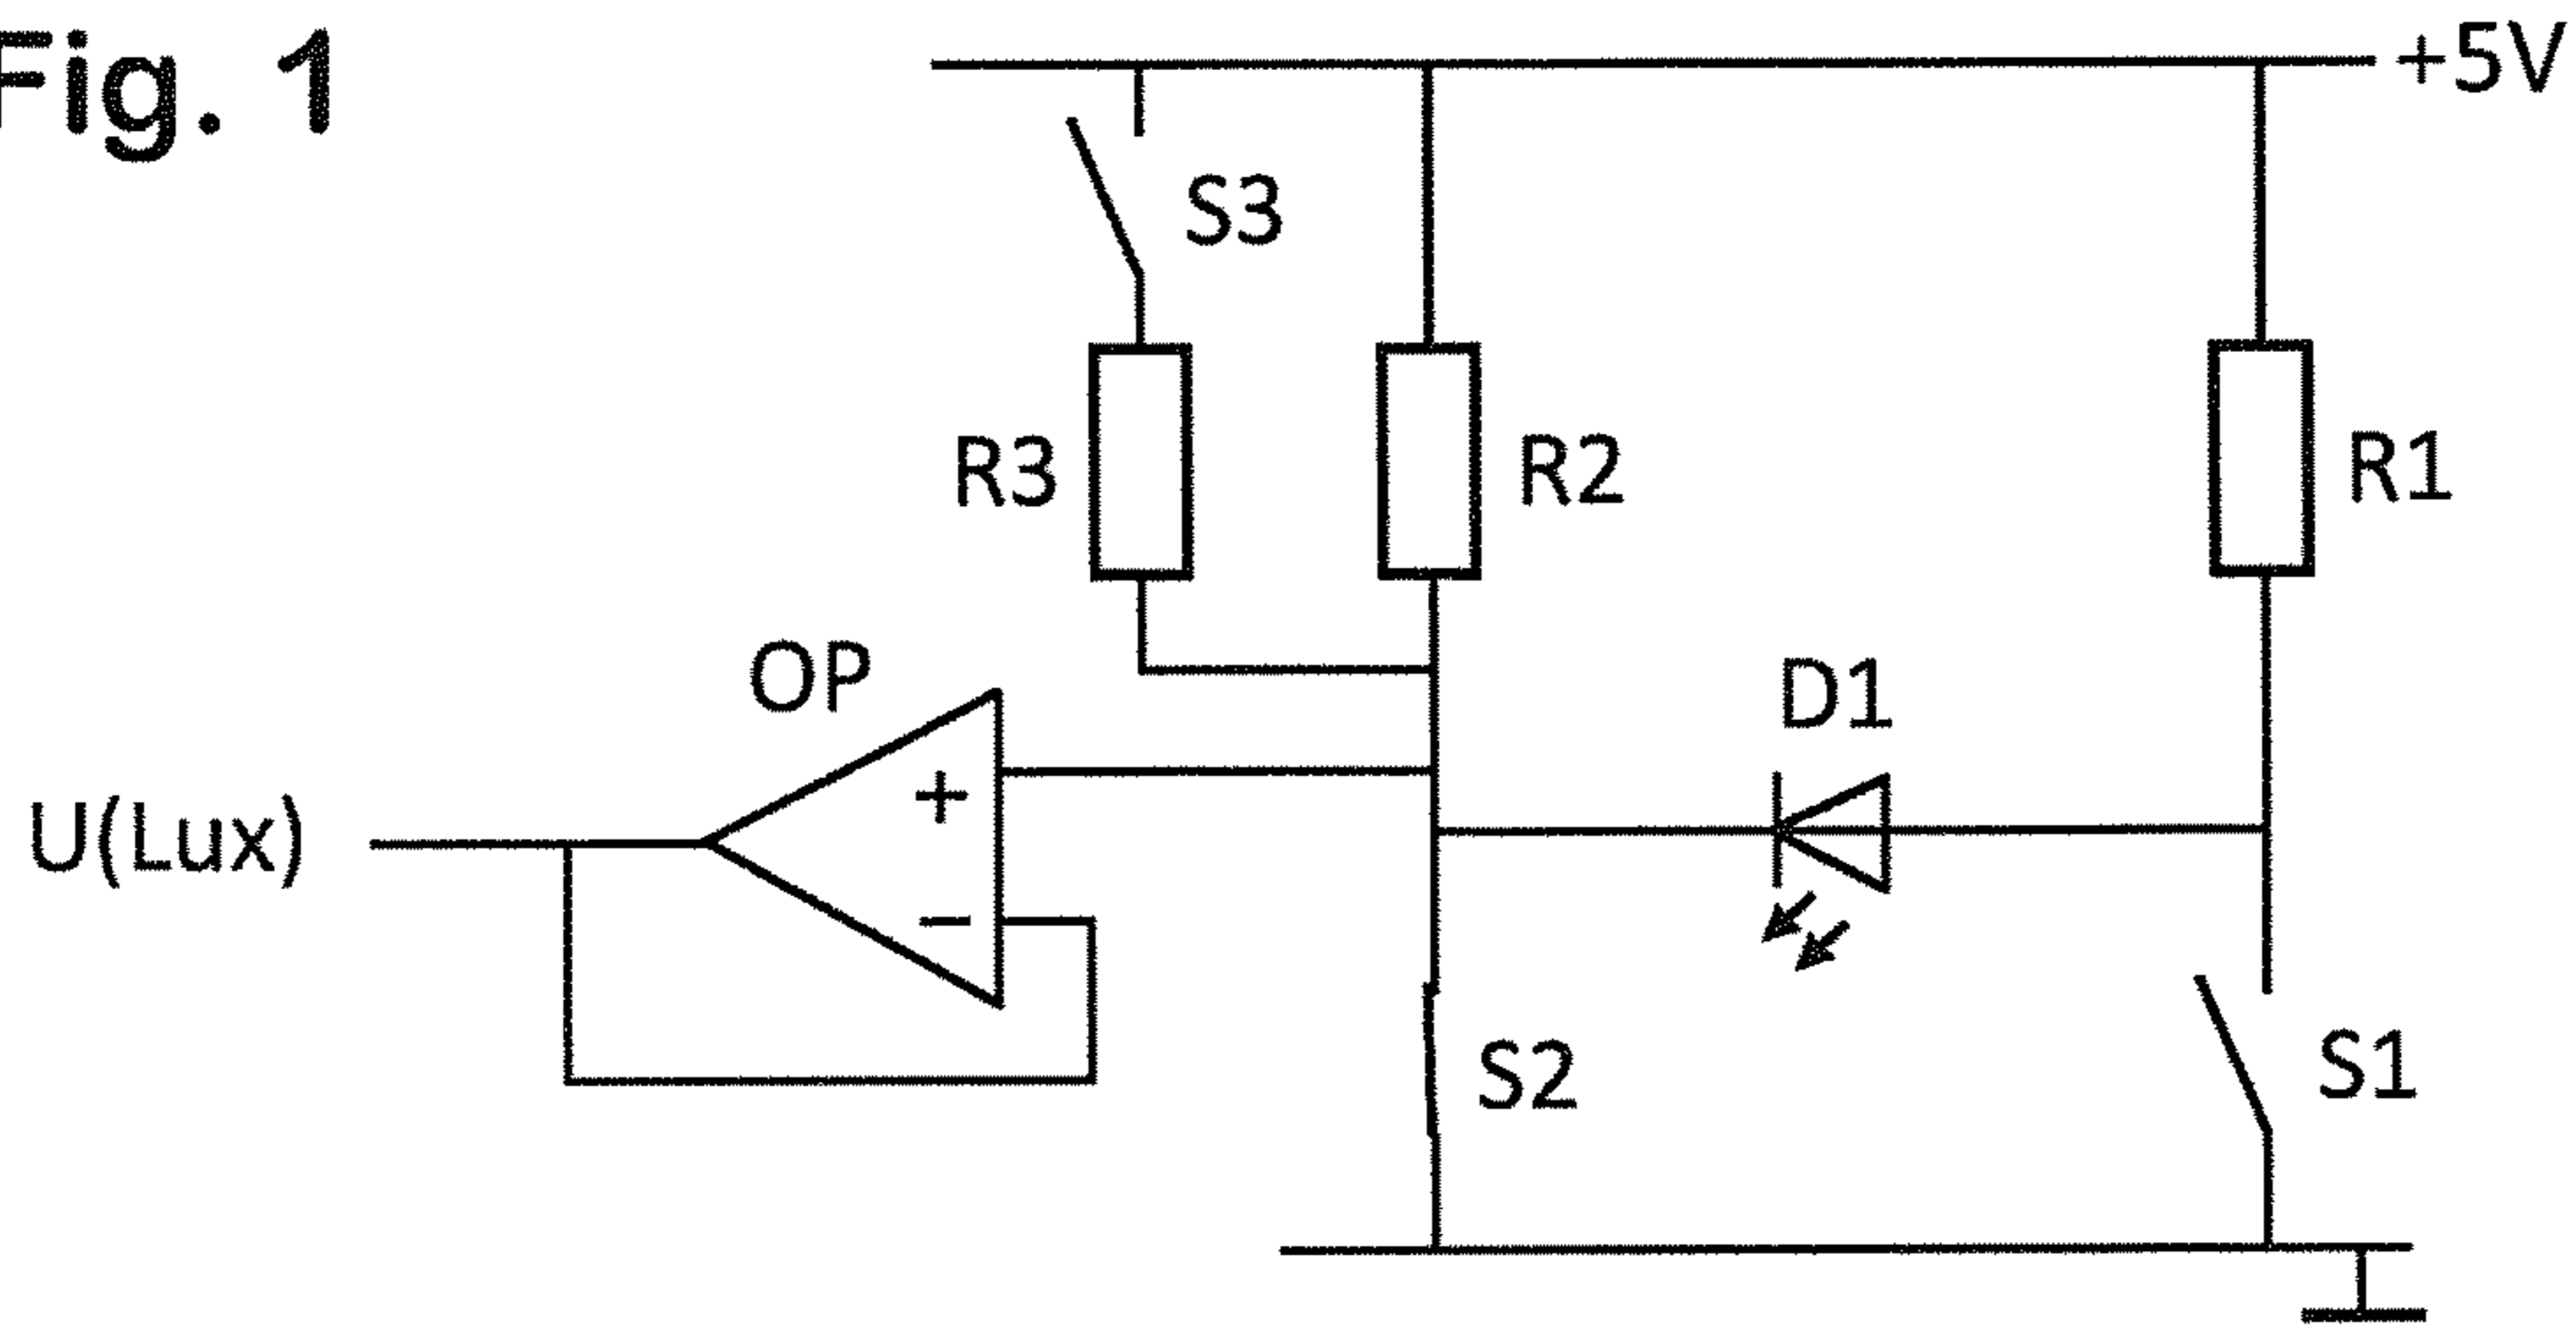 Fig. 1
+5V
S3
R3
R2
R1
OP
D1
+
U(Lux)
−
S2
S1